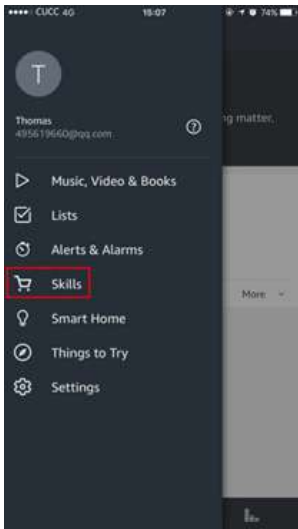 CUCC 4G 15:07 74%
T
Thomas
495619660@qq.com
ng matter.
Music, Video & Books
Lists
Alerts & Alarms
Skills
More
Smart Home
Things to Try
Settings